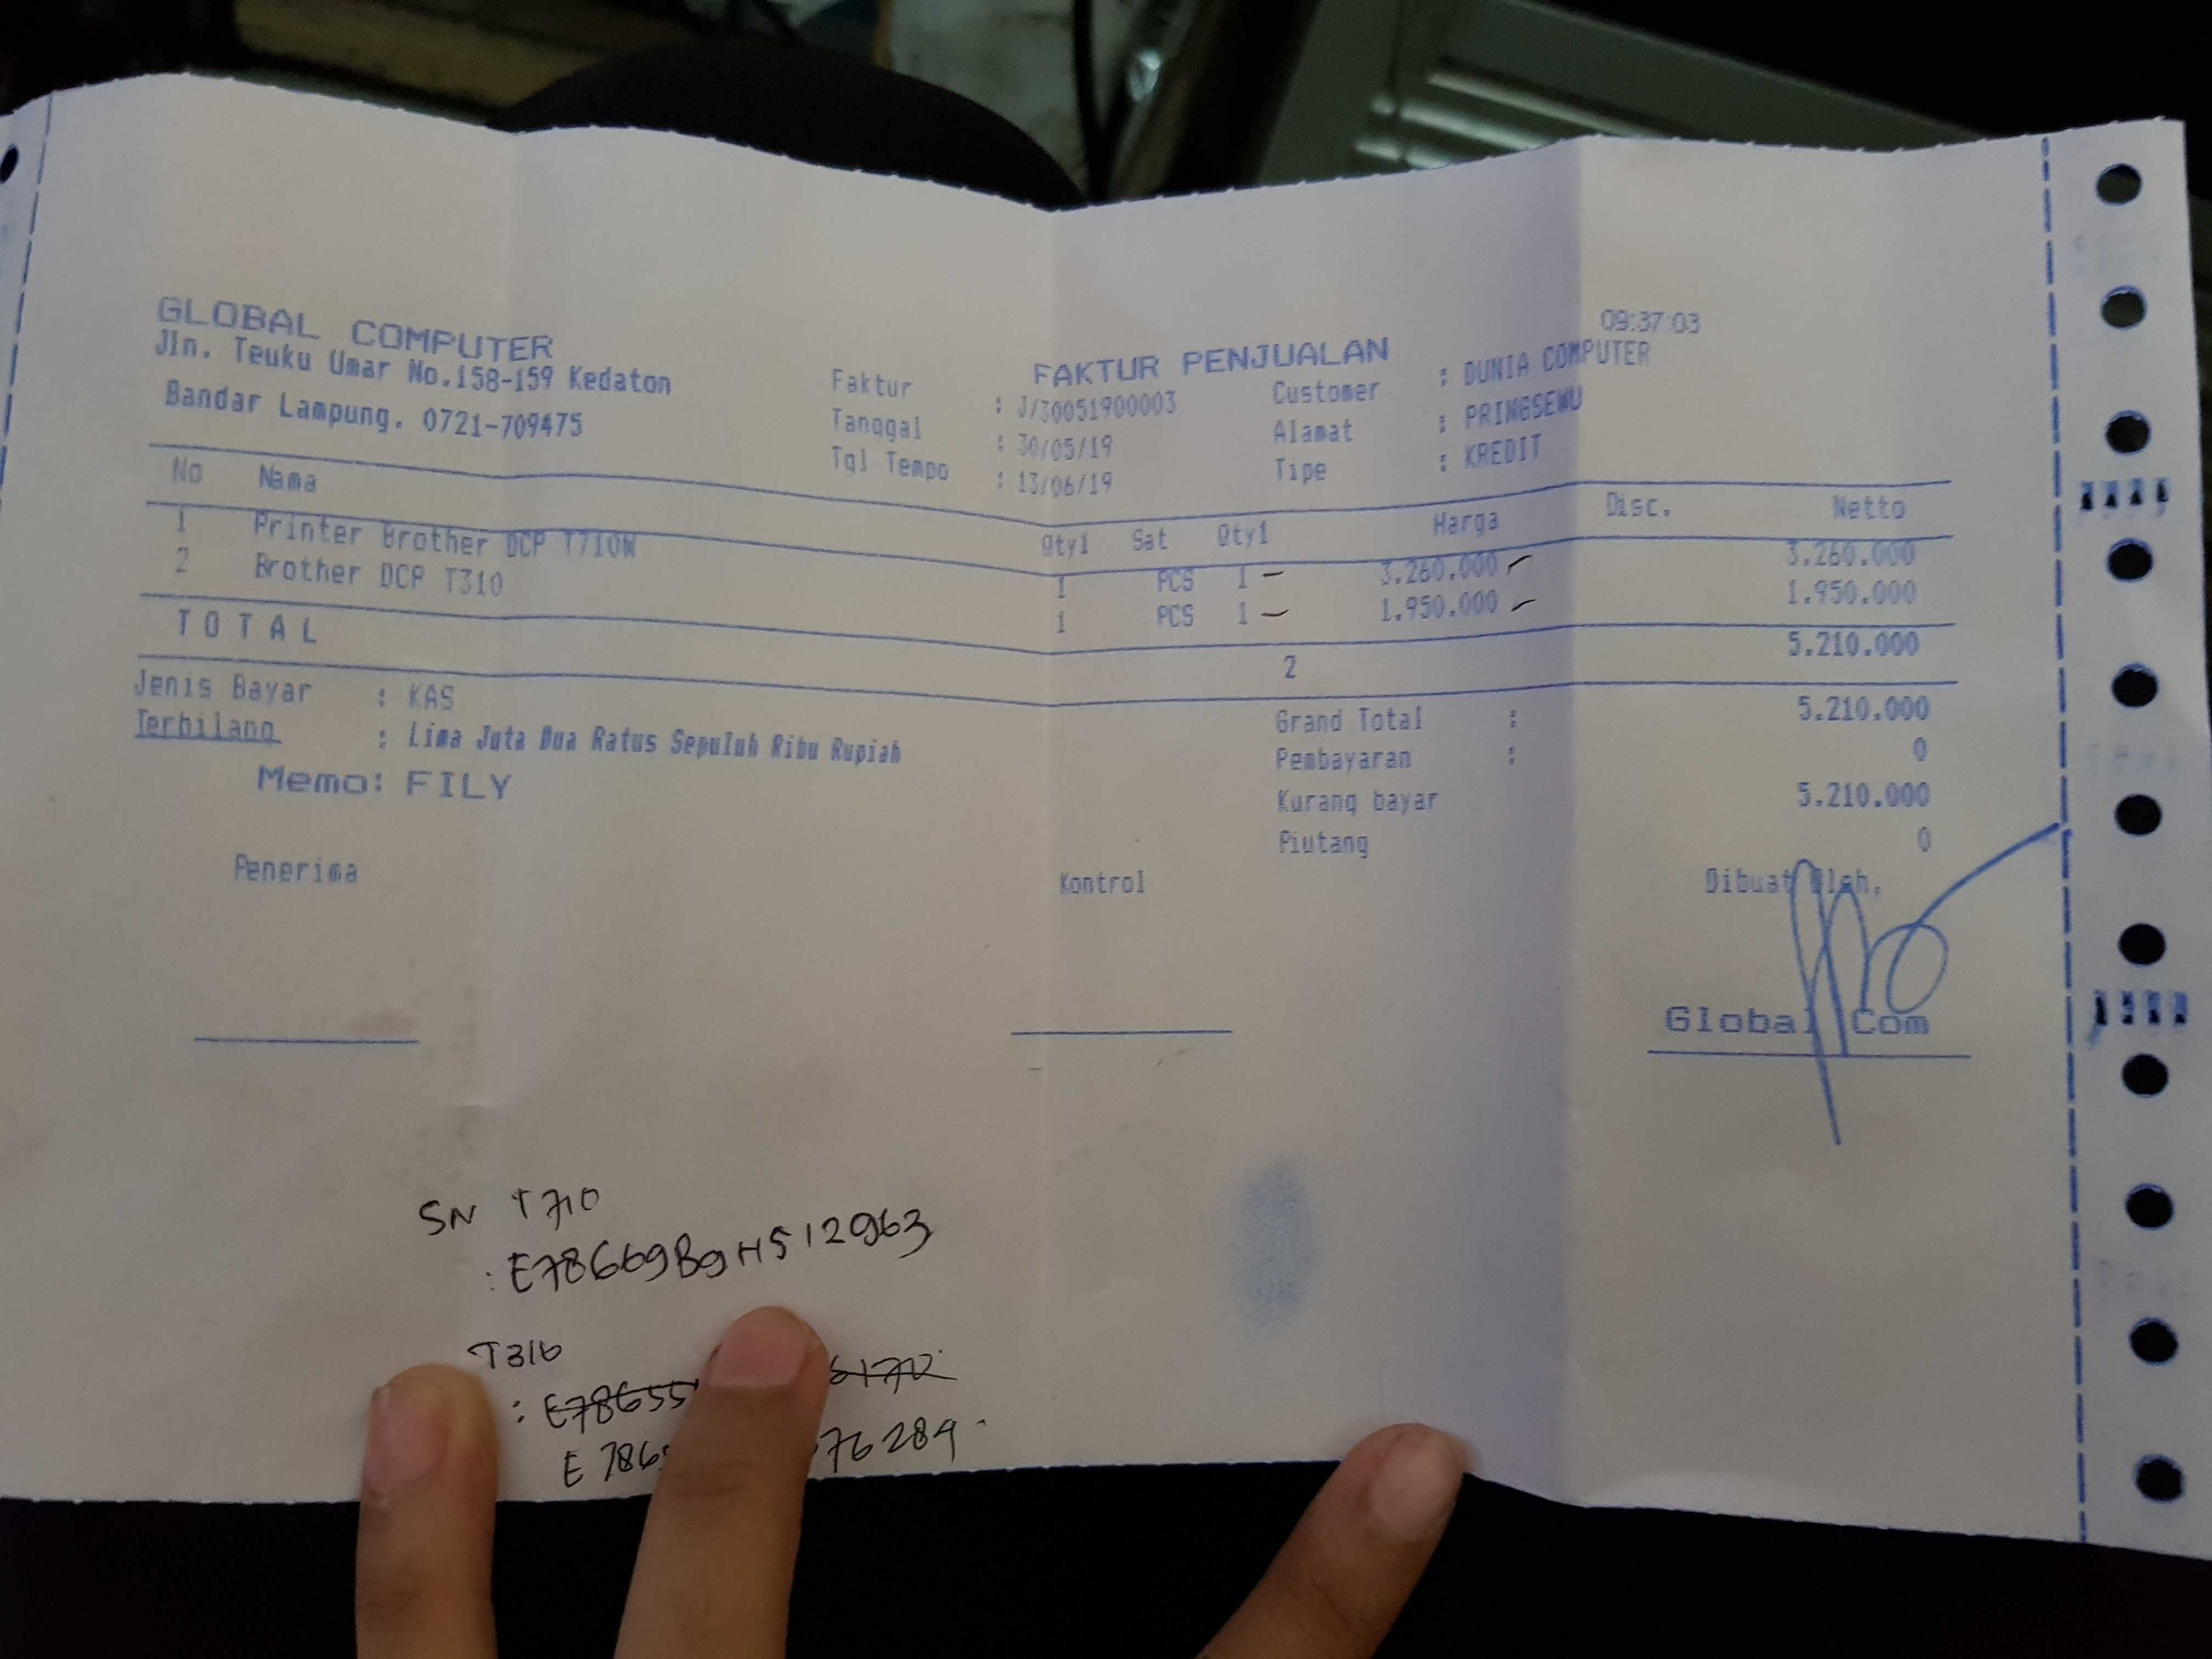 09:37:03
GLOBAL COMPUTER
Jln. Teuku Umar No.158-159 Kedaton
Bandar Lampung. 0721-709475
FAKTUR PENJUALAN
Faktur : J/30051900003
Tanggal : 30/05/19
Tgl Tempo : 13/06/19
Customer : DUNIA COMPUTER
Alamat : PRINGSEWU
Tipe : KREDIT
No Nama Qty1 Sat Qty1 Harga Disc. Netto
1 Printer Brother DCP T710W 1 PCS 1 3.260.000 3.260.000
2 Brother DCP T310 1 PCS 1 1.950.000 1.950.000
TOTAL 2 5.210.000
Jenis Bayar : KAS
Terbilang : Lima Juta Dua Ratus Sepuluh Ribu Rupiah
Memo: FILY
Grand Total : 5.210.000
Pembayaran : 0
Kurang bayar 5.210.000
Piutang 0
Penerima Kontrol Dibuat Oleh,
Global Com
SN T710
: E78669B9H512963
T310